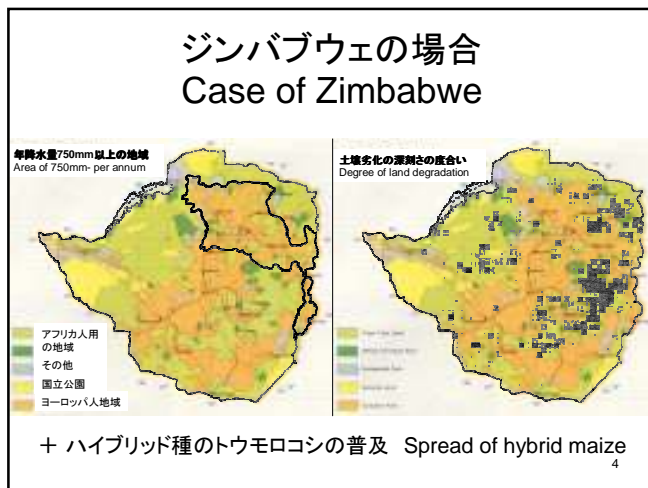 ジンバブウェの場合
Case of Zimbabwe
年降水量750mm以上の地域
Area of 750mm- per annum
アフリカ人用
の地域
その他
国立公園
ヨーロッパ人地域
土壌劣化の深刻さの度合い
Degree of land degradation
＋ ハイブリッド種のトウモロコシの普及 Spread of hybrid maize
4